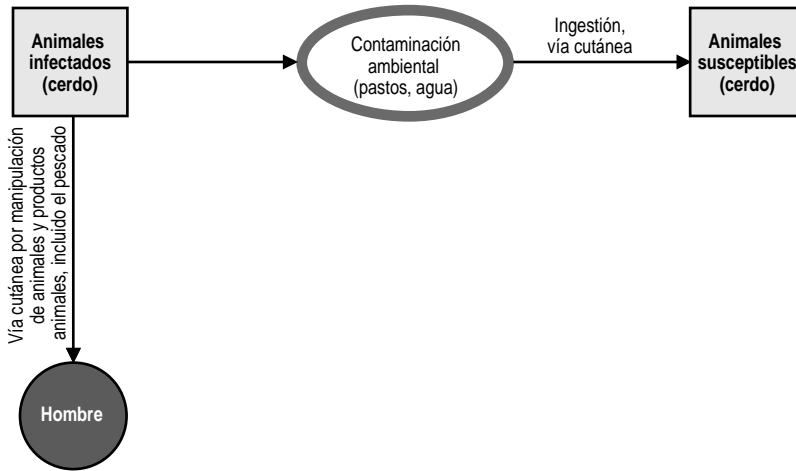 Animales
infectados
(cerdo)
Contaminación
ambiental
(pastos, agua)
Ingestión,
vía cutánea
Animales
susceptibles
(cerdo)
Vía cutánea por manipulación
de animales y productos
animales, incluido el pescado
Hombre